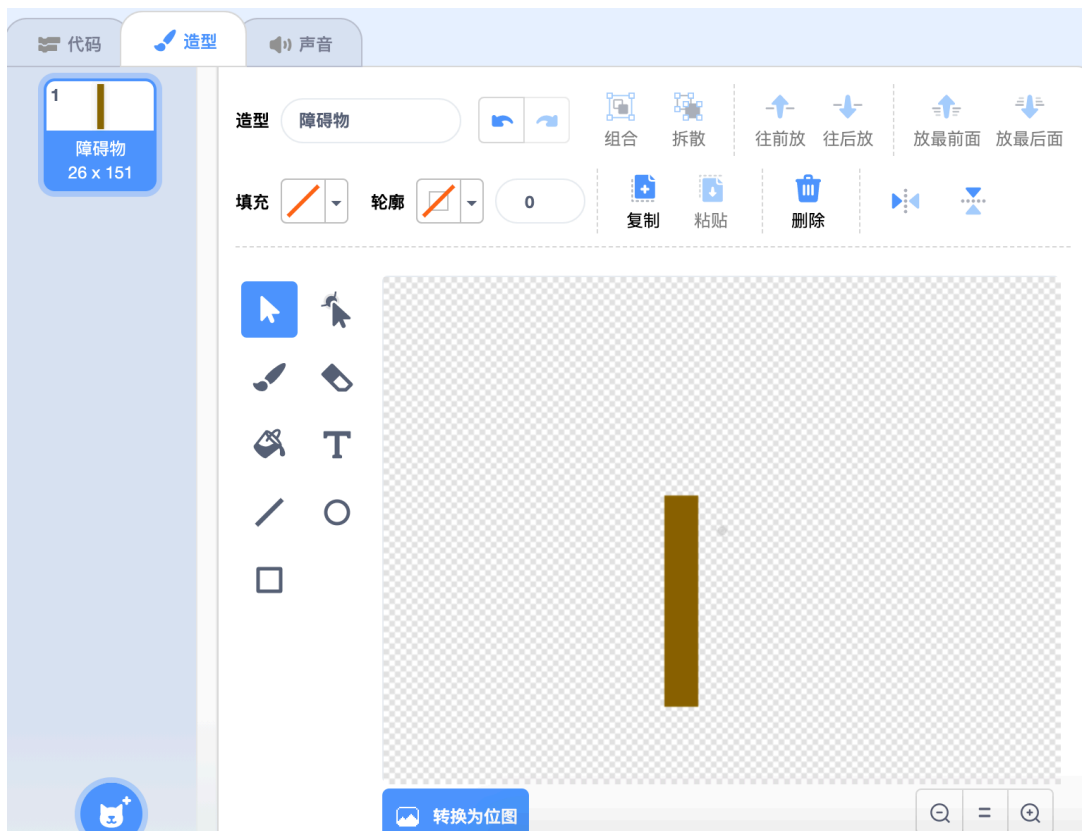 代码
造型
声音
1
障碍物
26 x 151
造型
障碍物
组合
拆散
往前放
往后放
放最前面
放最后面
填充
轮廓
0
复制
粘贴
删除
T
转换为位图